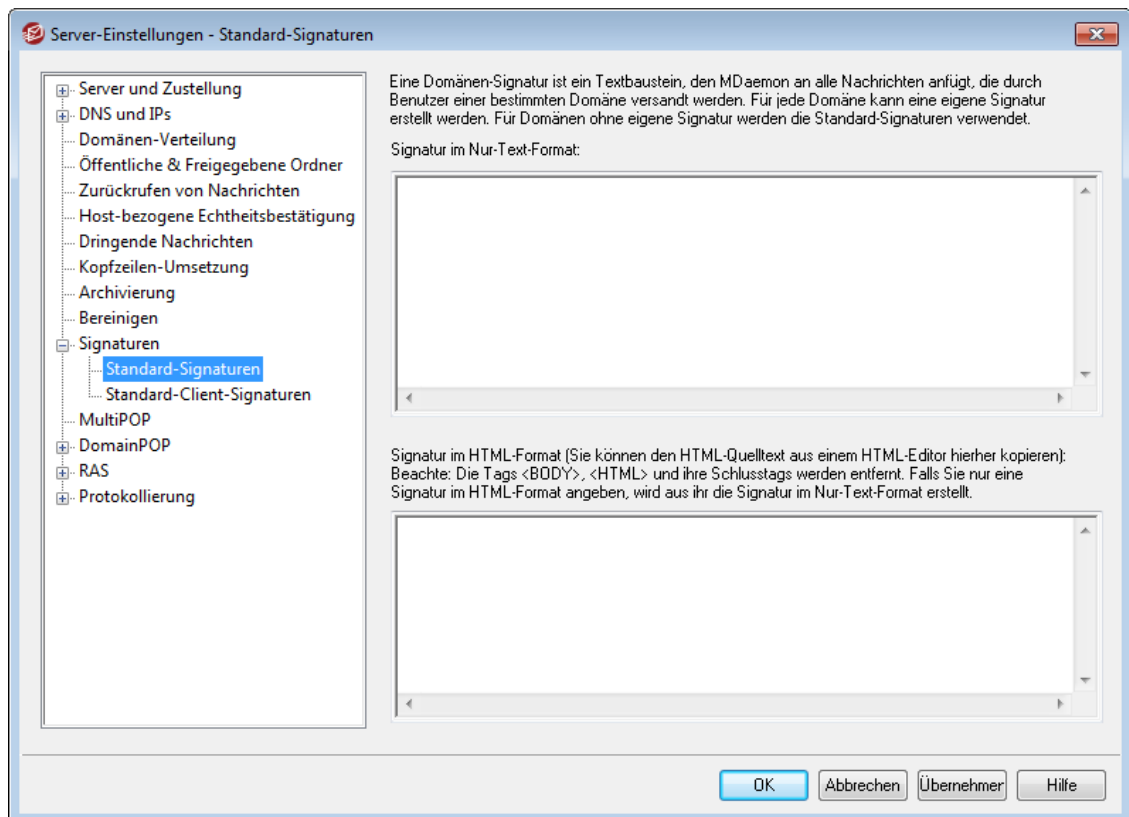 Server-Einstellungen - Standard-Signaturen
Server und Zustellung
DNS und IPs
Domänen-Verteilung
Öffentliche & Freigegebene Ordner
Zurückrufen von Nachrichten
Host-bezogene Echtheitsbestätigung
Dringende Nachrichten
Kopfzeilen-Umsetzung
Archivierung
Bereinigen
Signaturen
Standard-Signaturen
Standard-Client-Signaturen
MultiPOP
DomainPOP
RAS
Protokollierung
Eine Domänen-Signatur ist ein Textbaustein, den MDaemon an alle Nachrichten anfügt, die durch
Benutzer einer bestimmten Domäne versandt werden. Für jede Domäne kann eine eigene Signatur
erstellt werden. Für Domänen ohne eigene Signatur werden die Standard-Signaturen verwendet.
Signatur im Nur-Text-Format:
Signatur im HTML-Format (Sie können den HTML-Quelltext aus einem HTML-Editor hierher kopieren):
Beachte: Die Tags <BODY>, <HTML> und ihre Schlusstags werden entfernt. Falls Sie nur eine
Signatur im HTML-Format angeben, wird aus ihr die Signatur im Nur-Text-Format erstellt.
OK
Abbrechen
Übernehmer
Hilfe